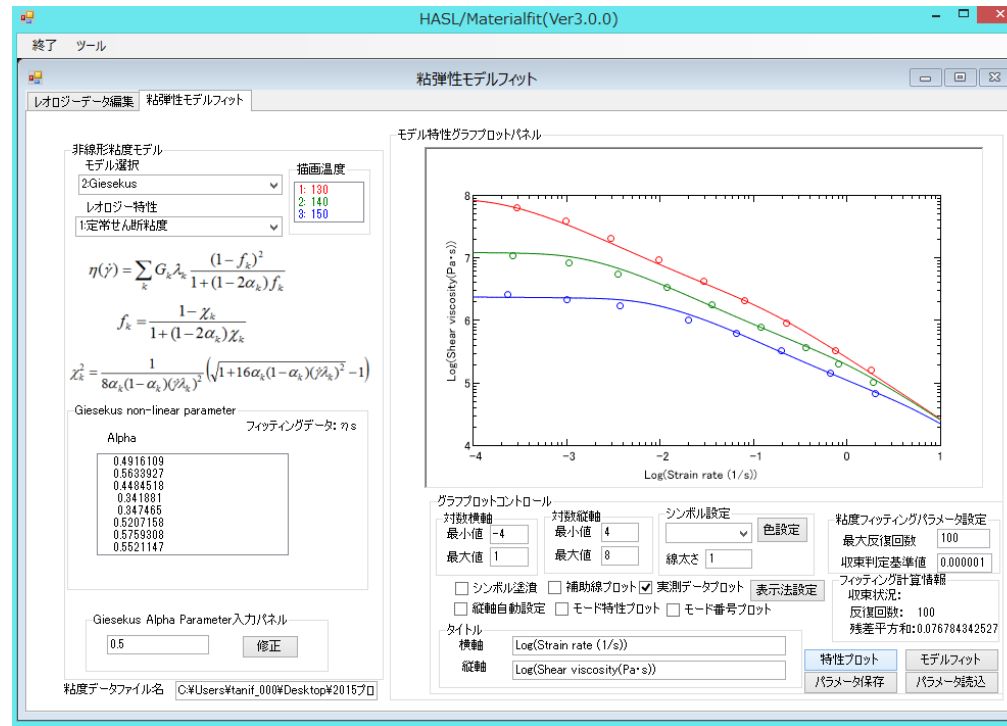 HASL/Materialfit(Ver3.0.0)
終了 ツール
粘弾性モデルフィット
レオロジーデータ編集 粘弾性モデルフィット
非線形粘度モデル
モデル選択
2:Giesekus
レオロジー特性
1:定常せん断粘度
描画温度
1: 130
2: 140
3: 150
η(γ̇) = ∑ₖ Gₖλₖ (1−fₖ)² / 1+(1−2αₖ)fₖ
fₖ = 1−χₖ / 1+(1−2αₖ)χₖ
χₖ² = 1 / 8αₖ(1−αₖ)(γ̇λₖ)² (√1+16αₖ(1−αₖ)(γ̇λₖ)² −1)
Giesekus non-linear parameter
フィッティングデータ: ηs
Alpha
0.4916109
0.5633927
0.4484518
0.341881
0.347465
0.5207158
0.5759308
0.5521147
Giesekus Alpha Parameter入力パネル
0.5 修正
粘度データファイル名 C:¥Users¥tanif_000¥Desktop¥2015プロ
モデル特性グラフプロットパネル
Log(Shear viscosity(Pa・s))
8
7
6
5
4
-4 -3 -2 -1 0 1
Log(Strain rate (1/s))
グラフプロットコントロール
対数横軸
最小値 -4
最大値 1
対数縦軸
最小値 4
最大値 8
シンボル設定
色設定
線太さ 1
シンボル塗潰 補助線プロット 実測データプロット 表示法設定
縦軸自動設定 モード特性プロット モード番号プロット
タイトル
横軸 Log(Strain rate (1/s))
縦軸 Log(Shear viscosity(Pa・s))
粘度フィッティングパラメータ設定
最大反復回数 100
収束判定基準値 0.000001
フィッティング計算情報
収束状況:
反復回数: 100
残差平方和:0.076784342527
特性プロット モデルフィット
パラメータ保存 パラメータ読込